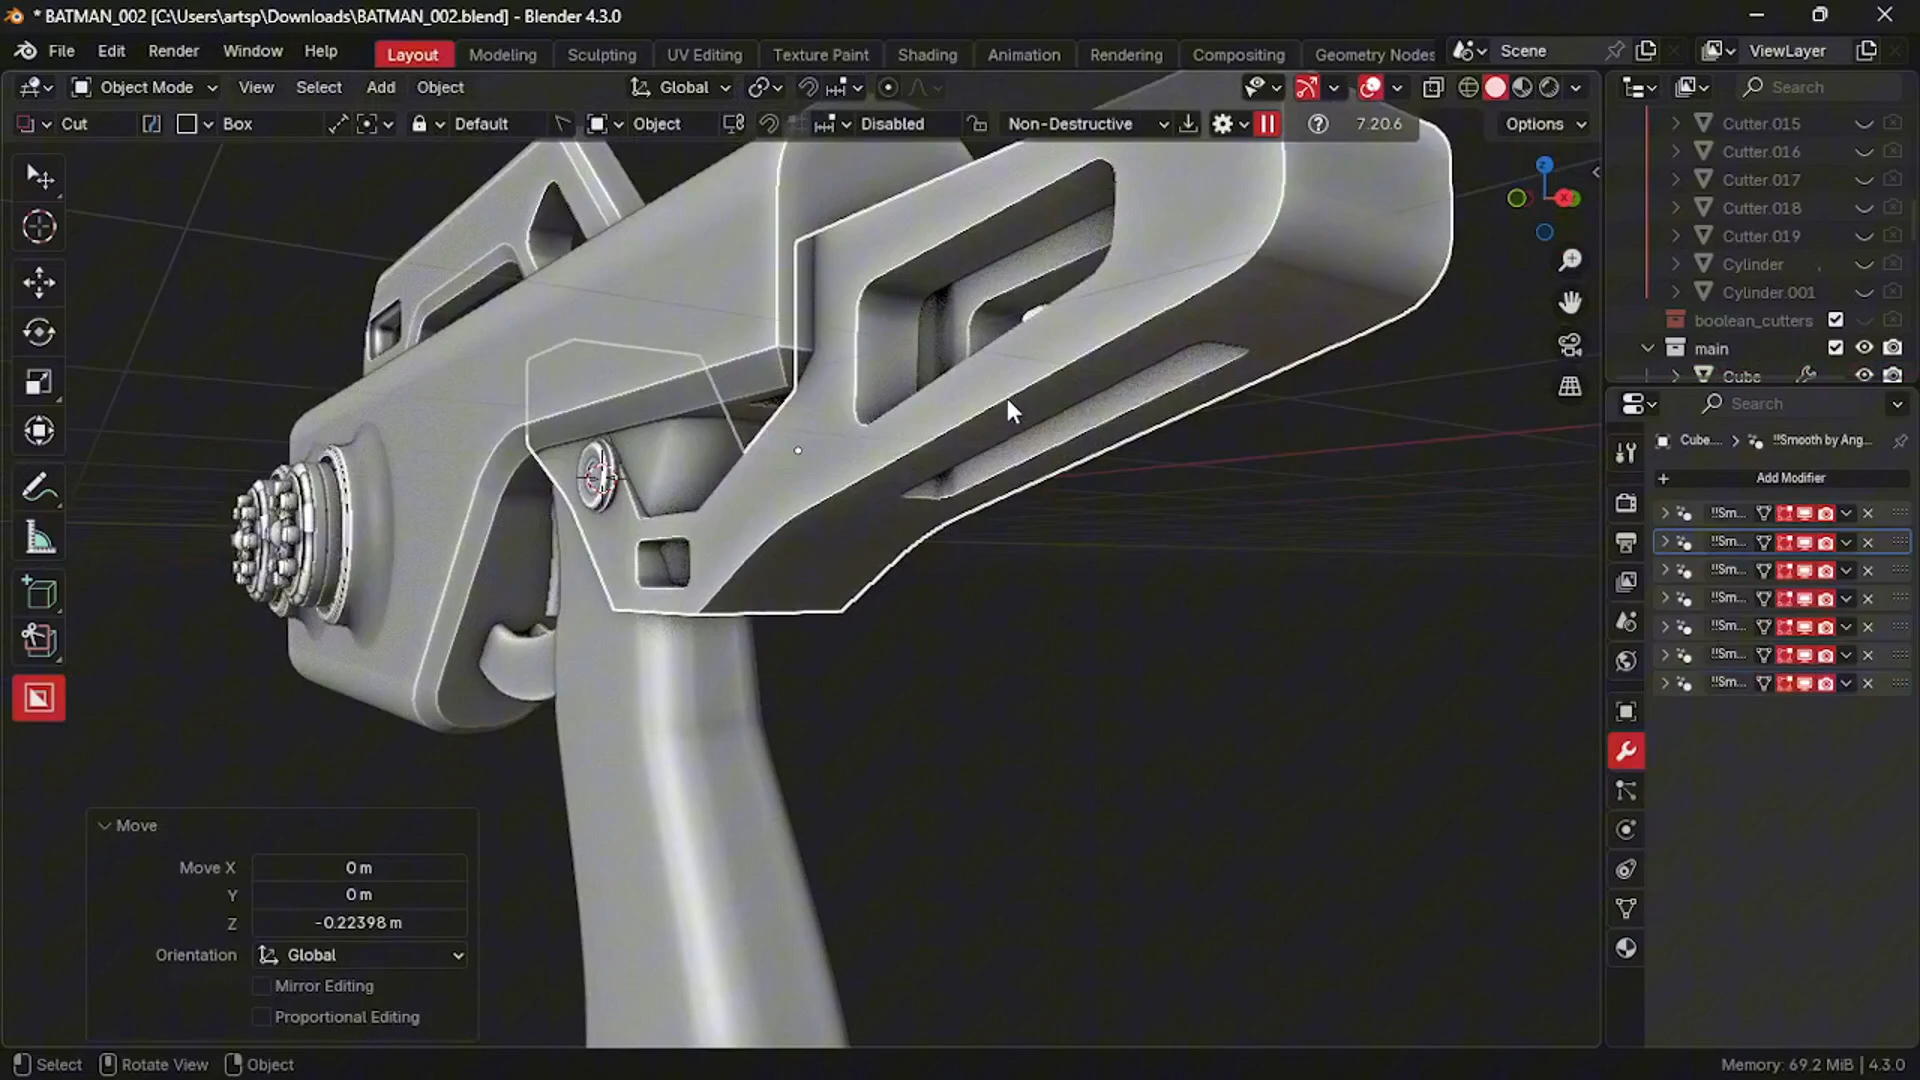 * BATMAN_002 [C:\Users\artsp\Downloads\BATMAN_002.blend] - Blender 4.3.0
File Edit Render Window Help Layout Modeling Sculpting UV Editing Texture Paint Shading Animation Rendering Compositing Geometry Nodes Scene ViewLayer
Object Mode View Select Add Object Global Search
Cut Box Default Object Disabled Non-Destructive 7.20.6 Options
Cutter.015
Cutter.016
Cutter.017
Cutter.018
Cutter.019
Cylinder
Cylinder.001
boolean_cutters
main
Cube
Search
Cube.... > !!Smooth by Ang...
+ Add Modifier
!!Sm...
!!Sm...
!!Sm...
!!Sm...
!!Sm...
!!Sm...
!!Sm...
Z
X
Move
Move X 0 m
Y 0 m
Z -0.22398 m
Orientation Global
Mirror Editing
Proportional Editing
Select Rotate View Object Memory: 69.2 MiB | 4.3.0